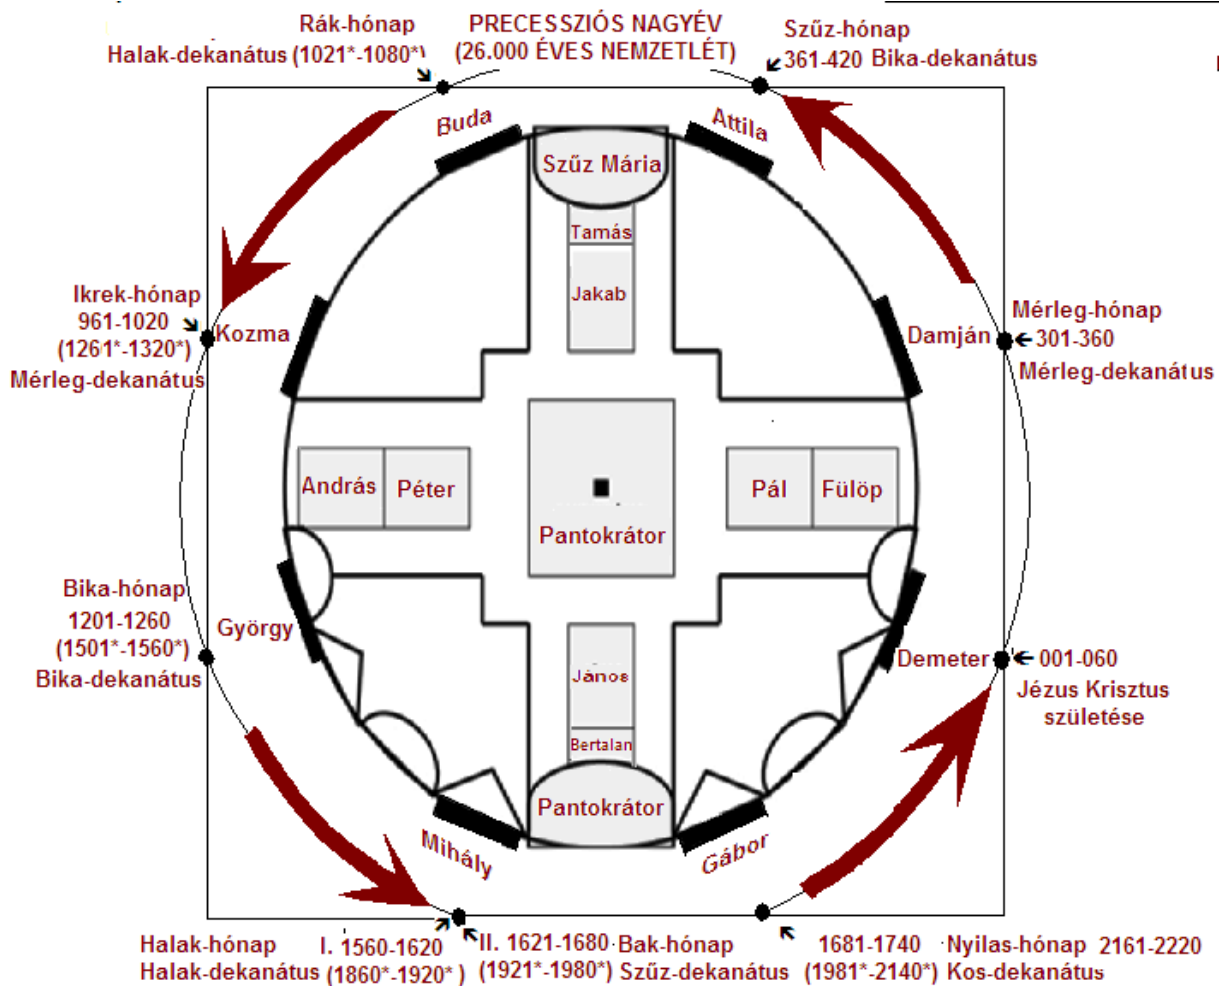 PRECESSZIÓS NAGYÉV
(26.000 ÉVES NEMZETLÉT)
Rák-hónap
Halak-dekanátus (1021*-1080*)
Szűz-hónap
361-420 Bika-dekanátus
Buda
Attila
Szűz Mária
Tamás
Jakab
Ikrek-hónap
961-1020
(1261*-1320*)
Mérleg-dekanátus
Kozma
Damján
Mérleg-hónap
301-360
Mérleg-dekanátus
András
Péter
Pantokrátor
Pál
Fülöp
Bika-hónap
1201-1260
(1501*-1560*)
Bika-dekanátus
György
Demeter
001-060
Jézus Krisztus
születése
János
Bertalan
Pantokrátor
Mihály
Gábor
Halak-hónap
Halak-dekanátus
I. 1560-1620
(1860*-1920*)
II. 1621-1680
(1921*-1980*)
Bak-hónap
Szűz-dekanátus
1681-1740
(1981*-2140*)
Nyilas-hónap 2161-2220
Kos-dekanátus